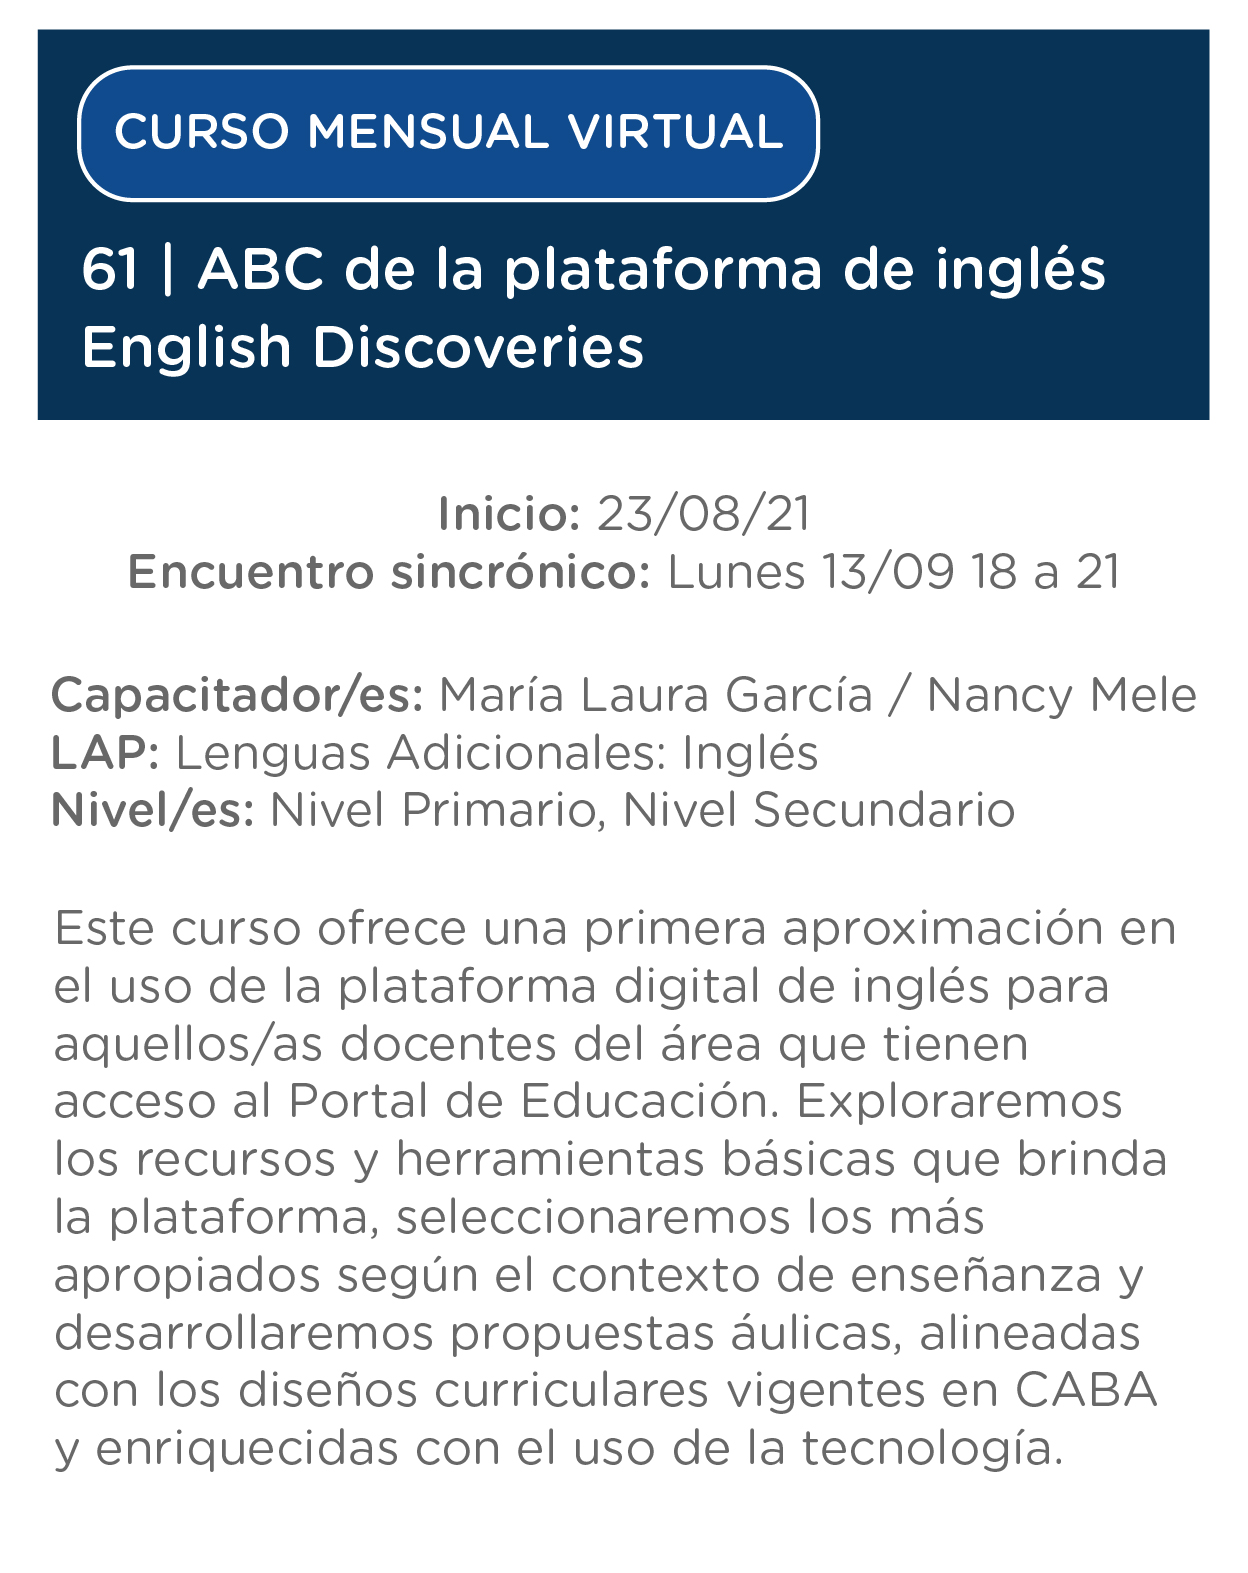 CURSO MENSUAL VIRTUAL
61 | ABC de la plataforma de inglés
English Discoveries
Inicio: 23/08/21
Encuentro sincrónico: Lunes 13/09 18 a 21
Capacitador/es: María Laura García / Nancy Mele
LAP: Lenguas Adicionales: Inglés
Nivel/es: Nivel Primario, Nivel Secundario
Este curso ofrece una primera aproximación en
el uso de la plataforma digital de inglés para
aquellos/as docentes del área que tienen
acceso al Portal de Educación. Exploraremos
los recursos y herramientas básicas que brinda
la plataforma, seleccionaremos los más
apropiados según el contexto de enseñanza y
desarrollaremos propuestas áulicas, alineadas
con los diseños curriculares vigentes en CABA
y enriquecidas con el uso de la tecnología.